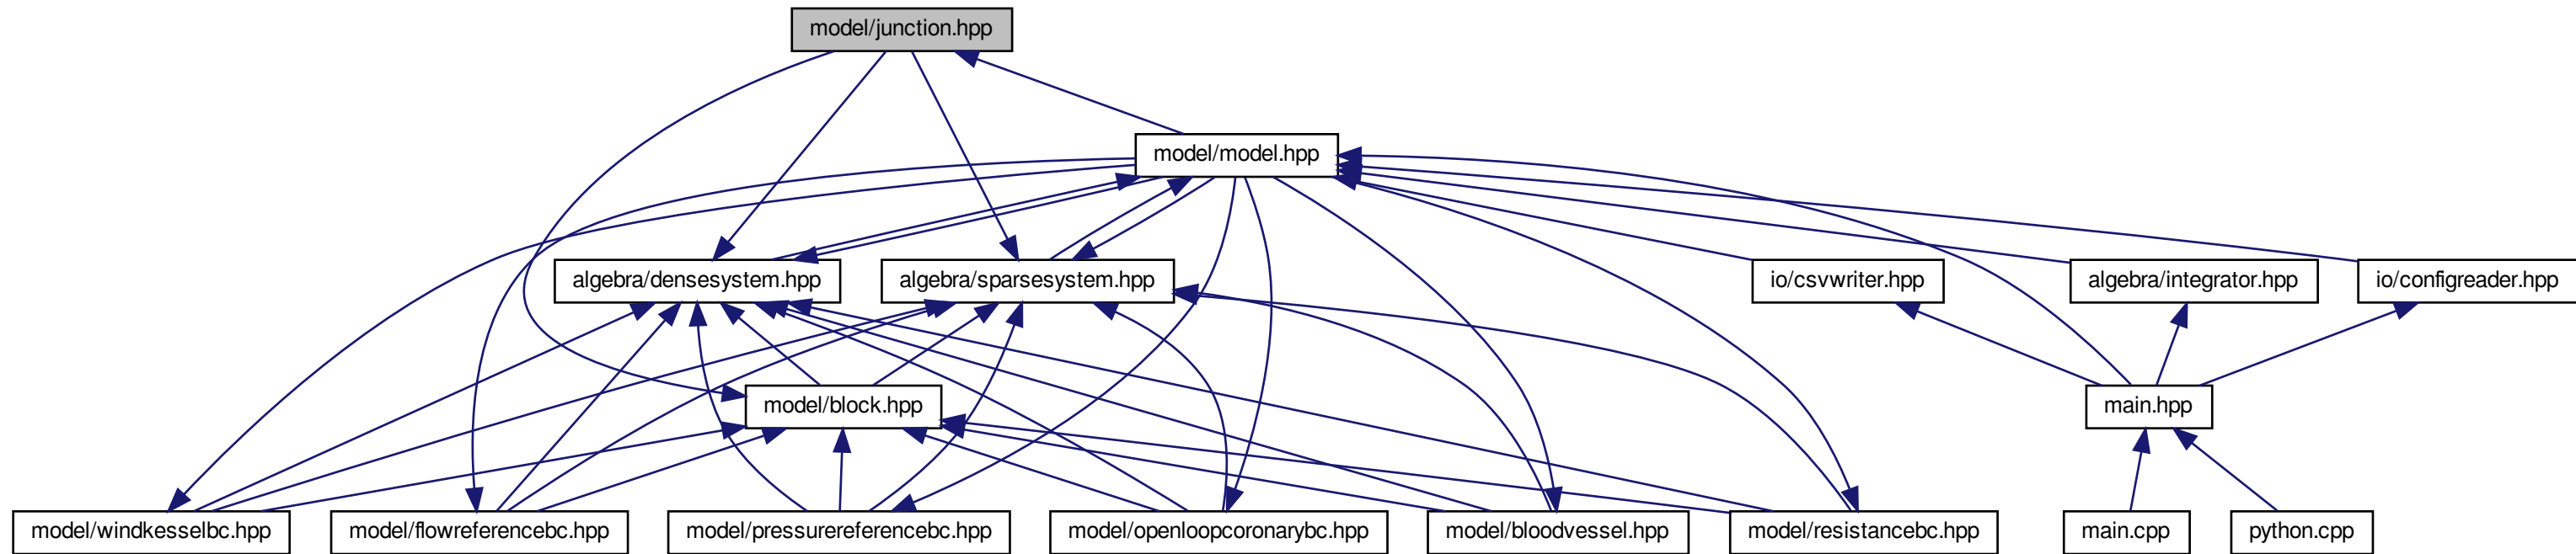 model/junction.hpp
model/model.hpp
algebra/densesystem.hpp
algebra/sparsesystem.hpp
io/csvwriter.hpp
algebra/integrator.hpp
io/configreader.hpp
model/block.hpp
main.hpp
model/windkesselbc.hpp
model/flowreferencebc.hpp
model/pressurereferencebc.hpp
model/openloopcoronarybc.hpp
model/bloodvessel.hpp
model/resistancebc.hpp
main.cpp
python.cpp